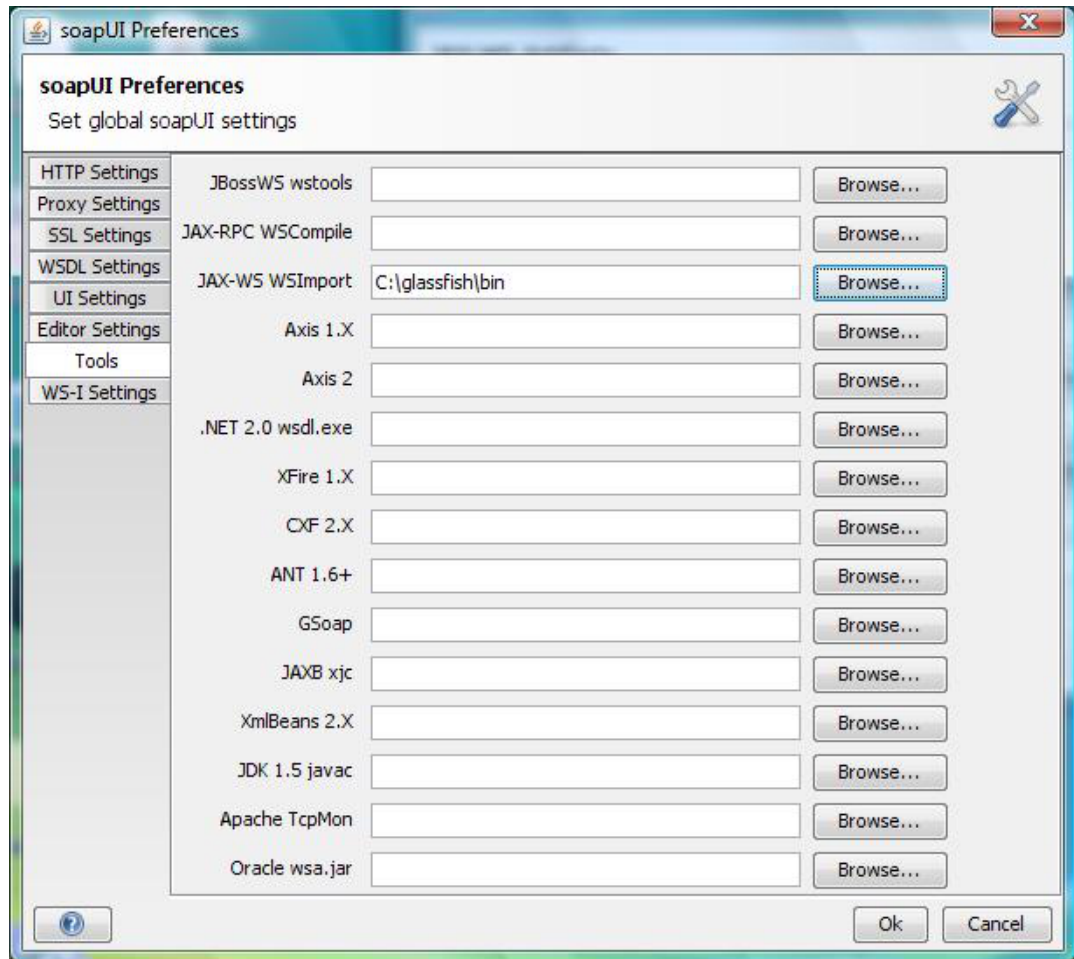 soapUI Preferences
soapUI Preferences
Set global soapUI settings
HTTP Settings
Proxy Settings
SSL Settings
WSDL Settings
UI Settings
Editor Settings
Tools
WS-I Settings
JBossWS wstools Browse...
JAX-RPC WSCompile Browse...
JAX-WS WSImport C:\glassfish\bin Browse...
Axis 1.X Browse...
Axis 2 Browse...
.NET 2.0 wsdl.exe Browse...
XFire 1.X Browse...
CXF 2.X Browse...
ANT 1.6+ Browse...
GSoap Browse...
JAXB xjc Browse...
XmlBeans 2.X Browse...
JDK 1.5 javac Browse...
Apache TcpMon Browse...
Oracle wsa.jar Browse...
Ok Cancel